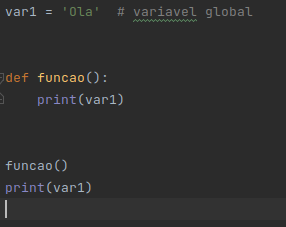 var1 = 'Ola'  # variavel global
def funcao():
    print(var1)
funcao()
print(var1)